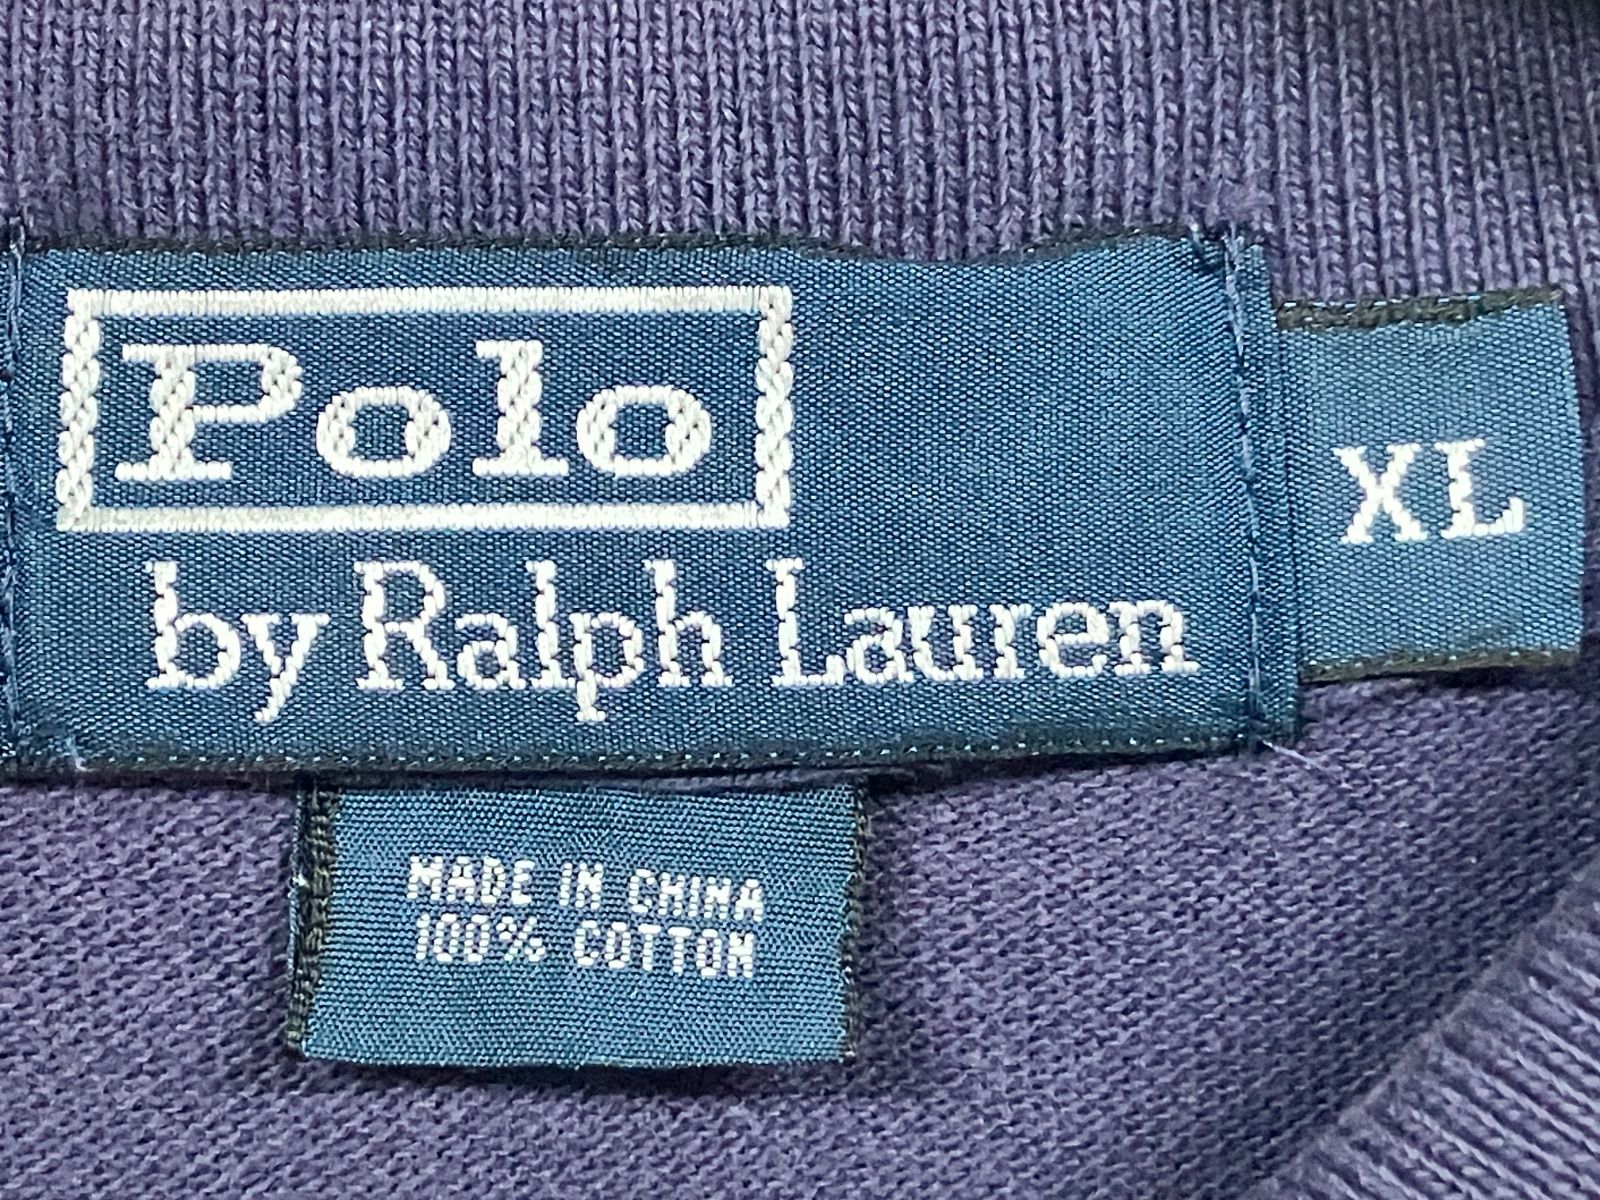 Polo
by Ralph Lauren
XL
MADE IN CHINA
100% COTTON